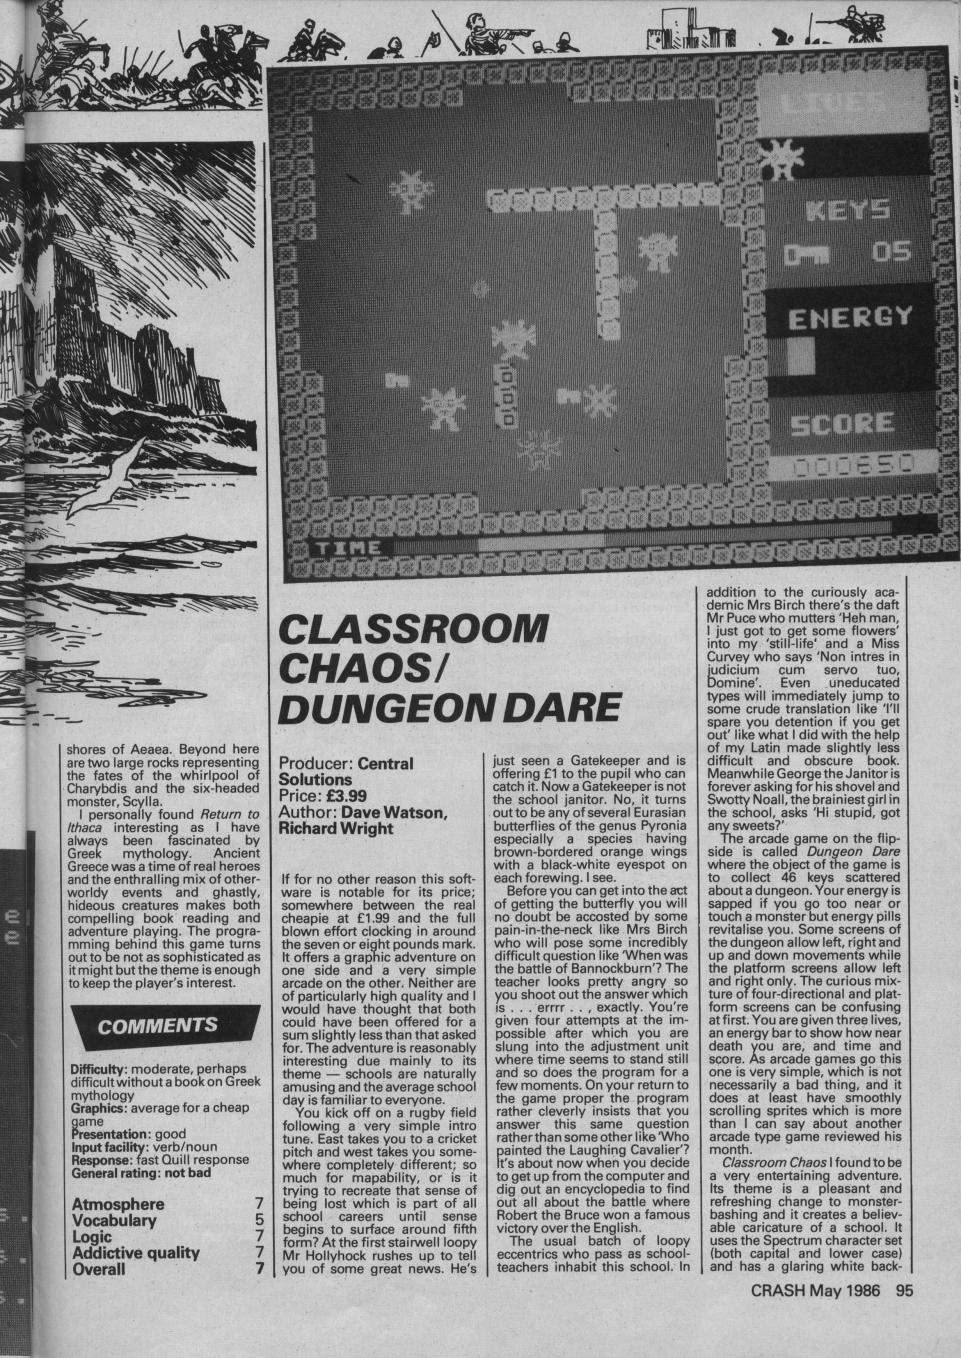 LIVES
KEYS
05
ENERGY
SCORE
000650
TIME
shores of Aeaea. Beyond here
are two large rocks representing
the fates of the whirlpool of
Charybdis and the six-headed
monster, Scylla.
I personally found Return to
Ithaca interesting as I have
always been fascinated by
Greek mythology. Ancient
Greece was a time of real heroes
and the enthralling mix of other-
worldy events and ghastly,
hideous creatures makes both
compelling book reading and
adventure playing. The progra-
mming behind this game turns
out to be not as sophisticated as
it might but the theme is enough
to keep the player's interest.
COMMENTS
Difficulty: moderate, perhaps
difficult without a book on Greek
mythology
Graphics: average for a cheap
game
Presentation: good
Input facility: verb/noun
Response: fast Quill response
General rating: not bad
Atmosphere 7
Vocabulary 5
Logic 7
Addictive quality 7
Overall 7
CLASSROOM
CHAOS/
DUNGEON DARE
Producer: Central
Solutions
Price: £3.99
Author: Dave Watson,
Richard Wright
If for no other reason this soft-
ware is notable for its price;
somewhere between the real
cheapie at £1.99 and the full
blown effort clocking in around
the seven or eight pounds mark.
It offers a graphic adventure on
one side and a very simple
arcade on the other. Neither are
of particularly high quality and I
would have thought that both
could have been offered for a
sum slightly less than that asked
for. The adventure is reasonably
interesting due mainly to its
theme — schools are naturally
amusing and the average school
day is familiar to everyone.
You kick off on a rugby field
following a very simple intro
tune. East takes you to a cricket
pitch and west takes you some-
where completely different; so
much for mapability, or is it
trying to recreate that sense of
being lost which is part of all
school careers until sense
begins to surface around fifth
form? At the first stairwell loopy
Mr Hollyhock rushes up to tell
you of some great news. He's
just seen a Gatekeeper and is
offering £1 to the pupil who can
catch it. Now a Gatekeeper is not
the school janitor. No, it turns
out to be any of several Eurasian
butterflies of the genus Pyronia
especially a species having
brown-bordered orange wings
with a black-white eyespot on
each forewing. I see.
Before you can get into the act
of getting the butterfly you will
no doubt be accosted by some
pain-in-the-neck like Mrs Birch
who will pose some incredibly
difficult question like 'When was
the battle of Bannockburn'? The
teacher looks pretty angry so
you shoot out the answer which
is . . . errr . . , exactly. You're
given four attempts at the im-
possible after which you are
slung into the adjustment unit
where time seems to stand still
and so does the program for a
few moments. On your return to
the game proper the program
rather cleverly insists that you
answer this same question
rather than some other like 'Who
painted the Laughing Cavalier'?
It's about now when you decide
to get up from the computer and
dig out an encyclopedia to find
out all about the battle where
Robert the Bruce won a famous
victory over the English.
The usual batch of loopy
eccentrics who pass as school-
teachers inhabit this school. In
addition to the curiously aca-
demic Mrs Birch there's the daft
Mr Puce who mutters 'Heh man,
I just got to get some flowers'
into my 'still-life' and a Miss
Curvey who says 'Non intres in
judicium cum servo tuo,
Domine'. Even uneducated
types will immediately jump to
some crude translation like 'I'll
spare you detention if you get
out' like what I did with the help
of my Latin made slightly less
difficult and obscure book.
Meanwhile George the Janitor is
forever asking for his shovel and
Swotty Noall, the brainiest girl in
the school, asks 'Hi stupid, got
any sweets?'
The arcade game on the flip-
side is called Dungeon Dare
where the object of the game is
to collect 46 keys scattered
about a dungeon. Your energy is
sapped if you go too near or
touch a monster but energy pills
revitalise you. Some screens of
the dungeon allow left, right and
up and down movements while
the platform screens allow left
and right only. The curious mix-
ture of four-directional and plat-
form screens can be confusing
at first. You are given three lives,
an energy bar to show how near
death you are, and time and
score. As arcade games go this
one is very simple, which is not
necessarily a bad thing, and it
does at least have smoothly
scrolling sprites which is more
than I can say about another
arcade type game reviewed his
month.
Classroom Chaos I found to be
a very entertaining adventure.
Its theme is a pleasant and
refreshing change to monster-
bashing and it creates a believ-
able caricature of a school. It
uses the Spectrum character set
(both capital and lower case)
and has a glaring white back-
CRASH May 1986 95